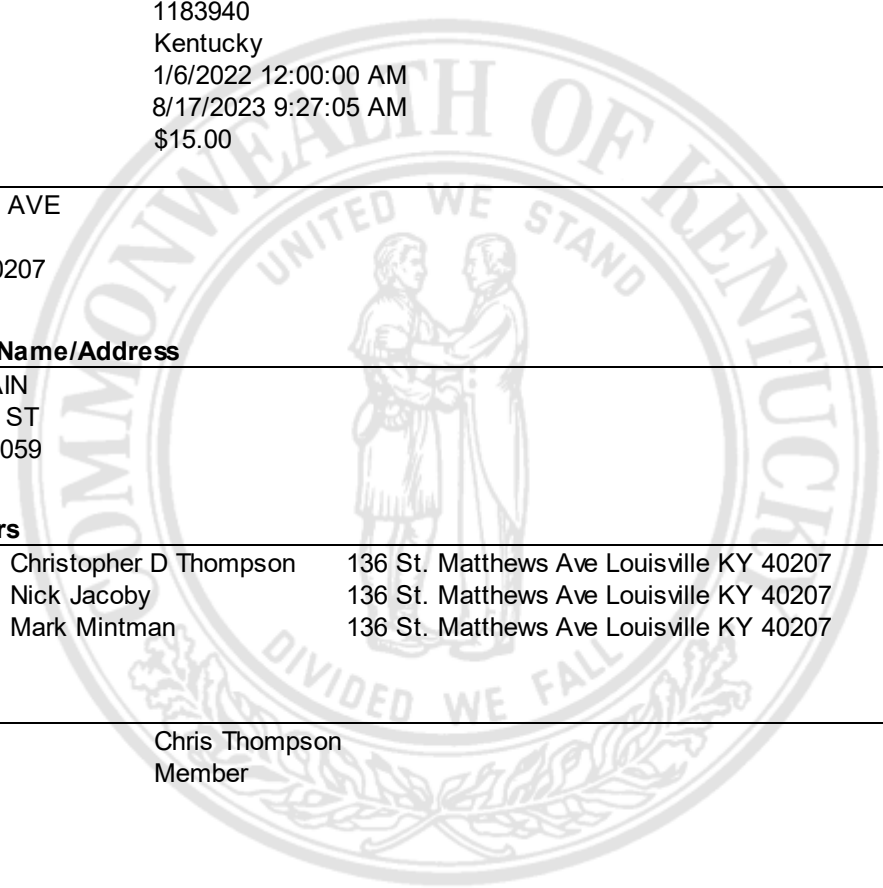 1183940
Kentucky
1/6/2022 12:00:00 AM
8/17/2023 9:27:05 AM
$15.00
AVE
0207
Name/Address
AIN
ST
059
rs
Christopher D Thompson 136 St. Matthews Ave Louisville KY 40207
Nick Jacoby 136 St. Matthews Ave Louisville KY 40207
Mark Mintman 136 St. Matthews Ave Louisville KY 40207
Chris Thompson
Member
COMMONWEALTH OF KENTUCKY
UNITED WE STAND
DIVIDED WE FALL